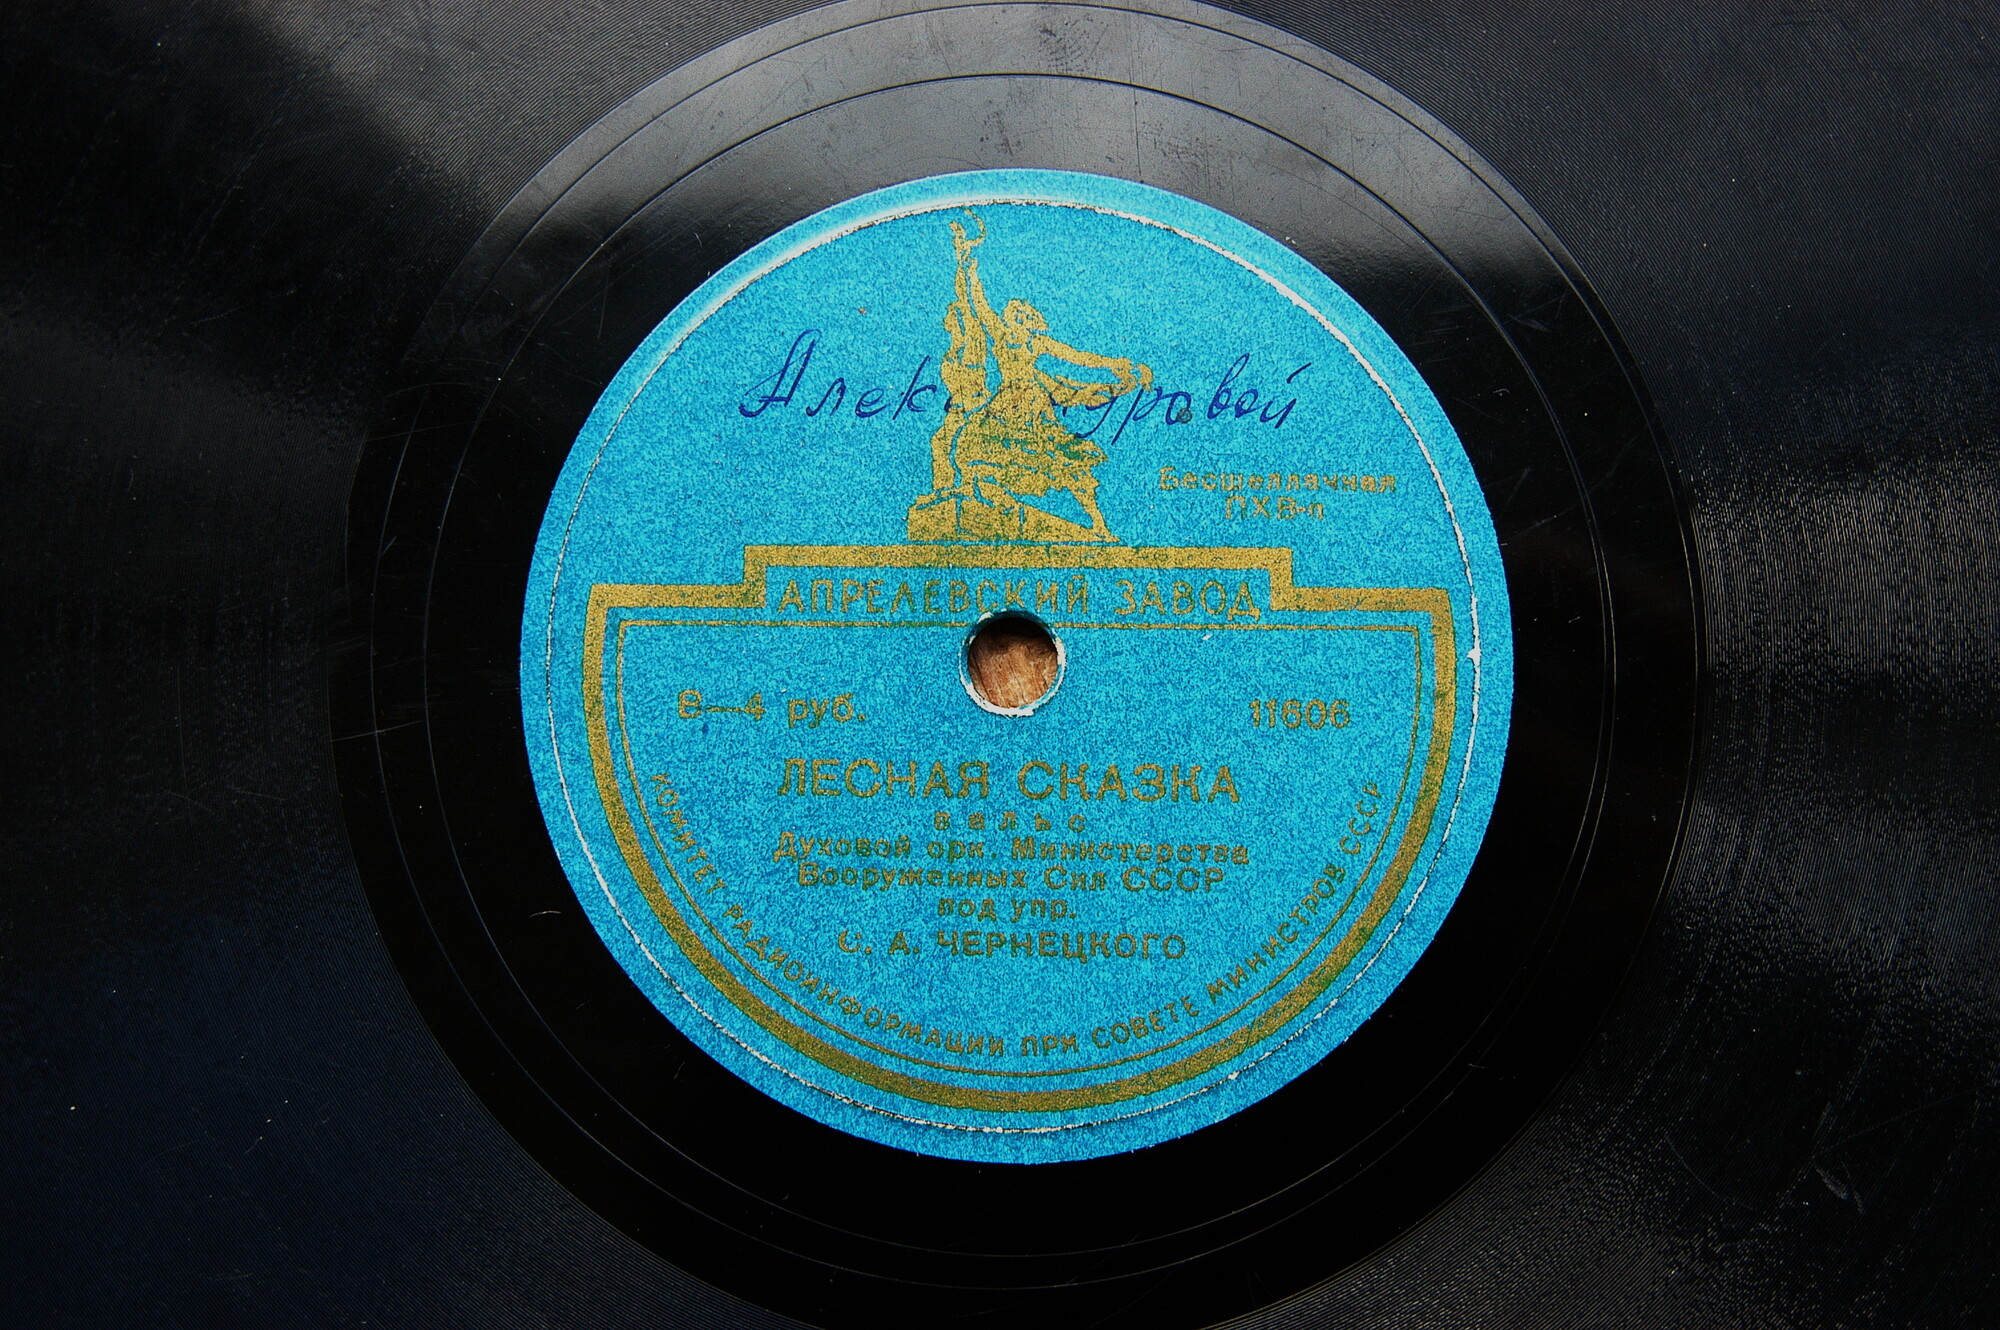 Александровой
Бесшеллачная
ПХВ-п
АПРЕЛЕВСКИЙ ЗАВОД
В—4 руб.
11606
ЛЕСНАЯ СКАЗКА
вальс
Духовой орк. Министерства
Вооруженных Сил СССР
под упр.
С. А. ЧЕРНЕЦКОГО
КОМИТЕТ РАДИОИНФОРМАЦИИ ПРИ СОВЕТЕ МИНИСТРОВ СССР